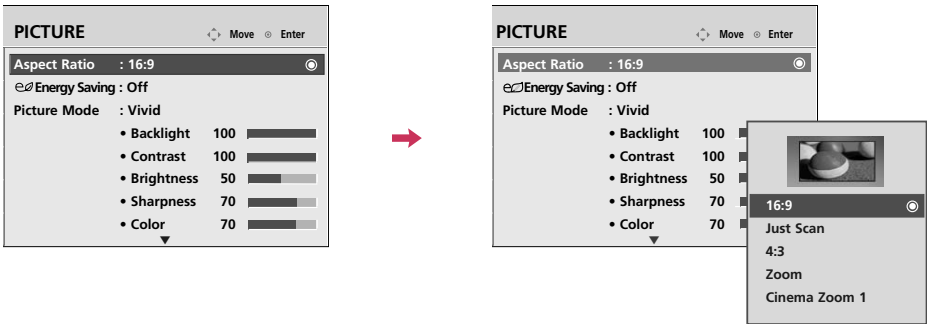 PICTURE Move Enter
Aspect Ratio : 16:9
Energy Saving : Off
Picture Mode : Vivid
• Backlight 100
• Contrast 100
• Brightness 50
• Sharpness 70
• Color 70
PICTURE Move Enter
Aspect Ratio : 16:9
Energy Saving : Off
Picture Mode : Vivid
• Backlight 100
• Contrast 100
• Brightness 50
• Sharpness 70
• Color 70
16:9
Just Scan
4:3
Zoom
Cinema Zoom 1